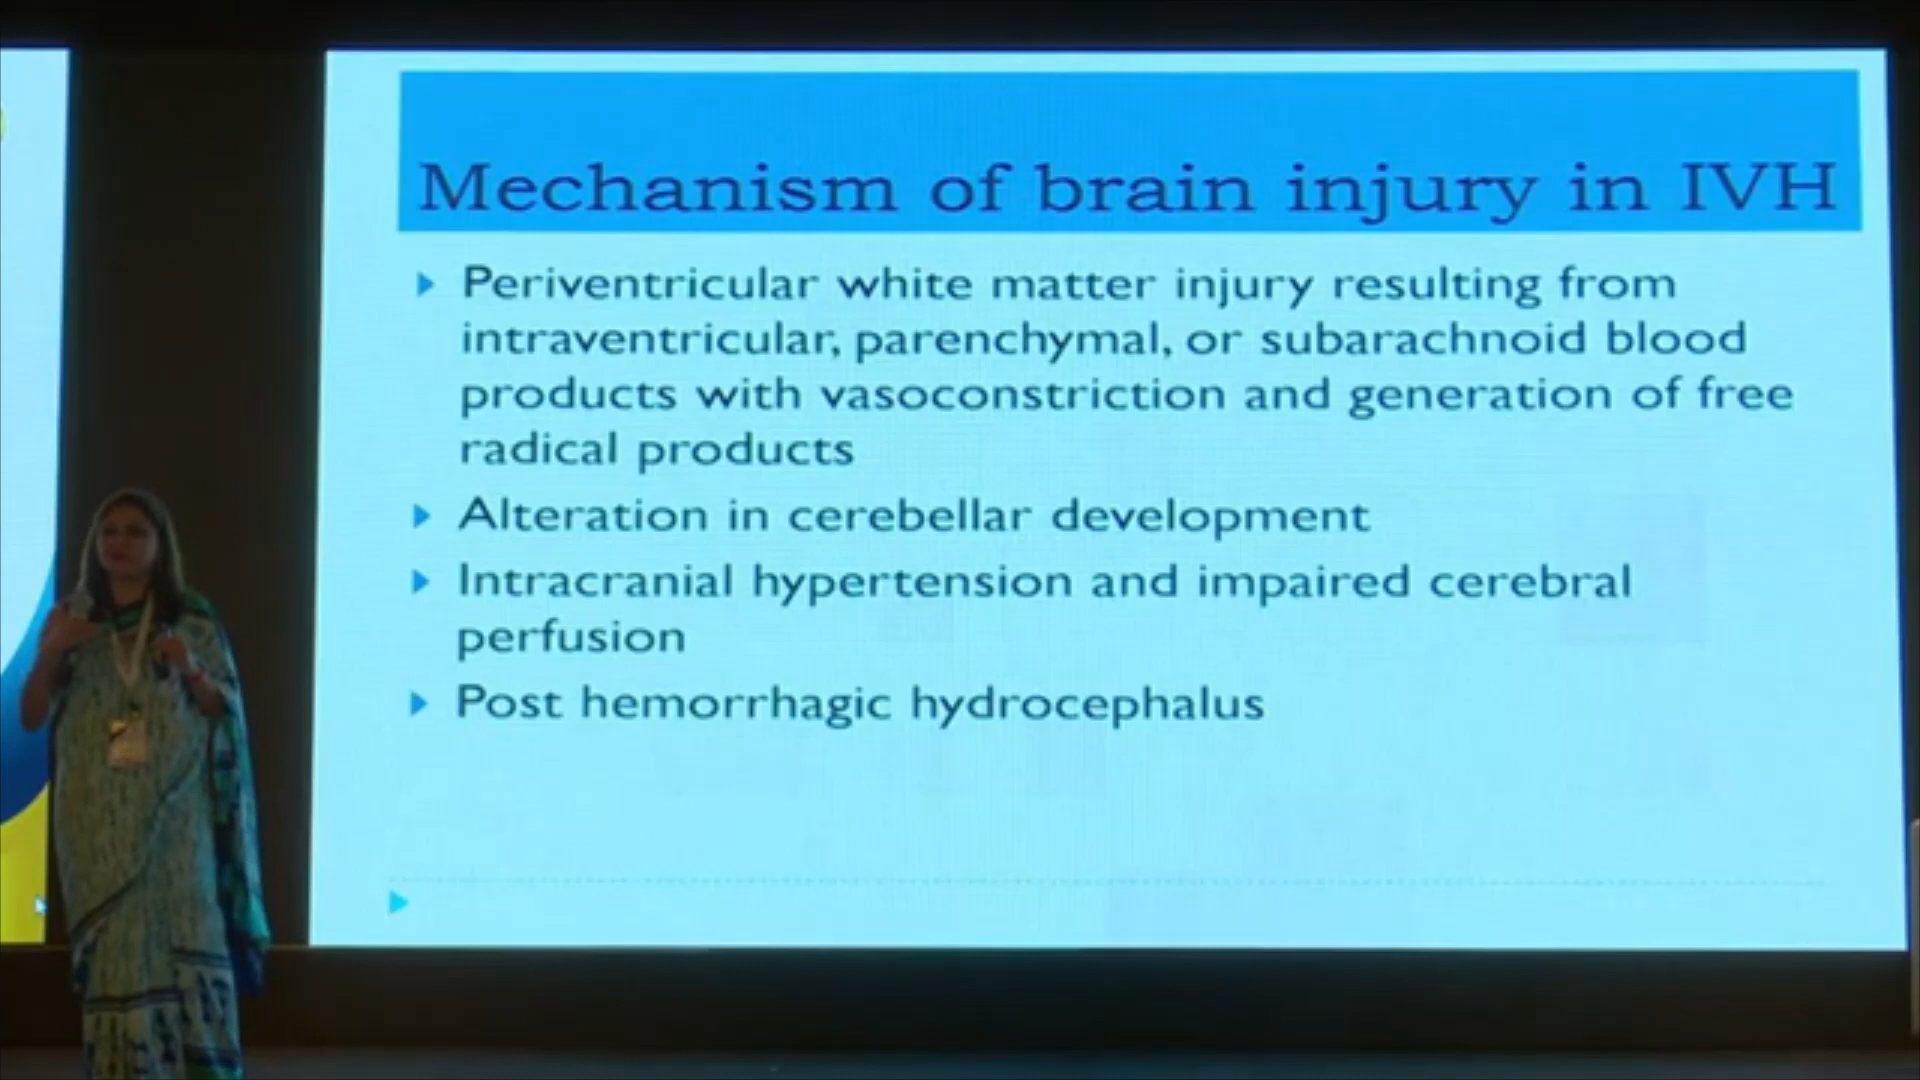 Mechanism of brain injury in IVH
Periventricular white matter injury resulting from
intraventricular, parenchymal, or subarachnoid blood
products with vasoconstriction and generation of free
radical products
Alteration in cerebellar development
Intracranial hypertension and impaired cerebral
perfusion
Post hemorrhagic hydrocephalus